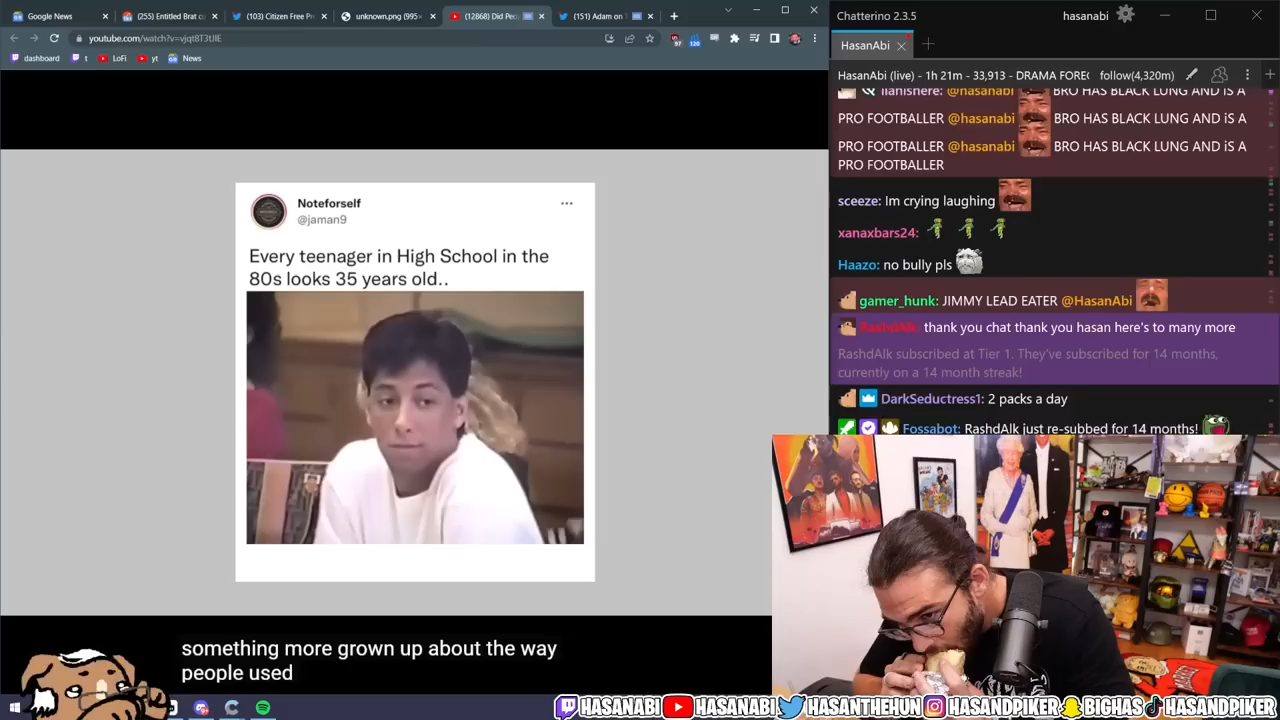 Google News
(255) Entitled Brat c
(103) Citizen Free Pr
unknown.png (995×
(12868) Did Peo
(151) Adam on
youtube.com/watch?v=vjqt8T3tUIE
dashboard
t
LoFi
yt
News
Noteforself
@jaman9
Every teenager in High School in the
80s looks 35 years old..
something more grown up about the way
people used
Chatterino 2.3.5
hasanabi
HasanAbi
HasanAbi (live) - 1h 21m - 33,913 - DRAMA FOREC
follow(4,320m)
@hasanabi BRO HAS BLACK LUNG AND iS A
PRO FOOTBALLER @hasanabi BRO HAS BLACK LUNG AND iS A
PRO FOOTBALLER @hasanabi BRO HAS BLACK LUNG AND iS A
PRO FOOTBALLER
sceeze: Im crying laughing
xanaxbars24:
Haazo: no bully pls
gamer_hunk: JIMMY LEAD EATER @HasanAbi
RashdAlk: thank you chat thank you hasan here's to many more
RashdAlk subscribed at Tier 1. They've subscribed for 14 months,
currently on a 14 month streak!
DarkSeductress1: 2 packs a day
Fossabot: RashdAlk just re-subbed for 14 months!
HASANABI HASANABI HASANTHEHUN HASANDPIKER BIGHAS HASANDPIKER